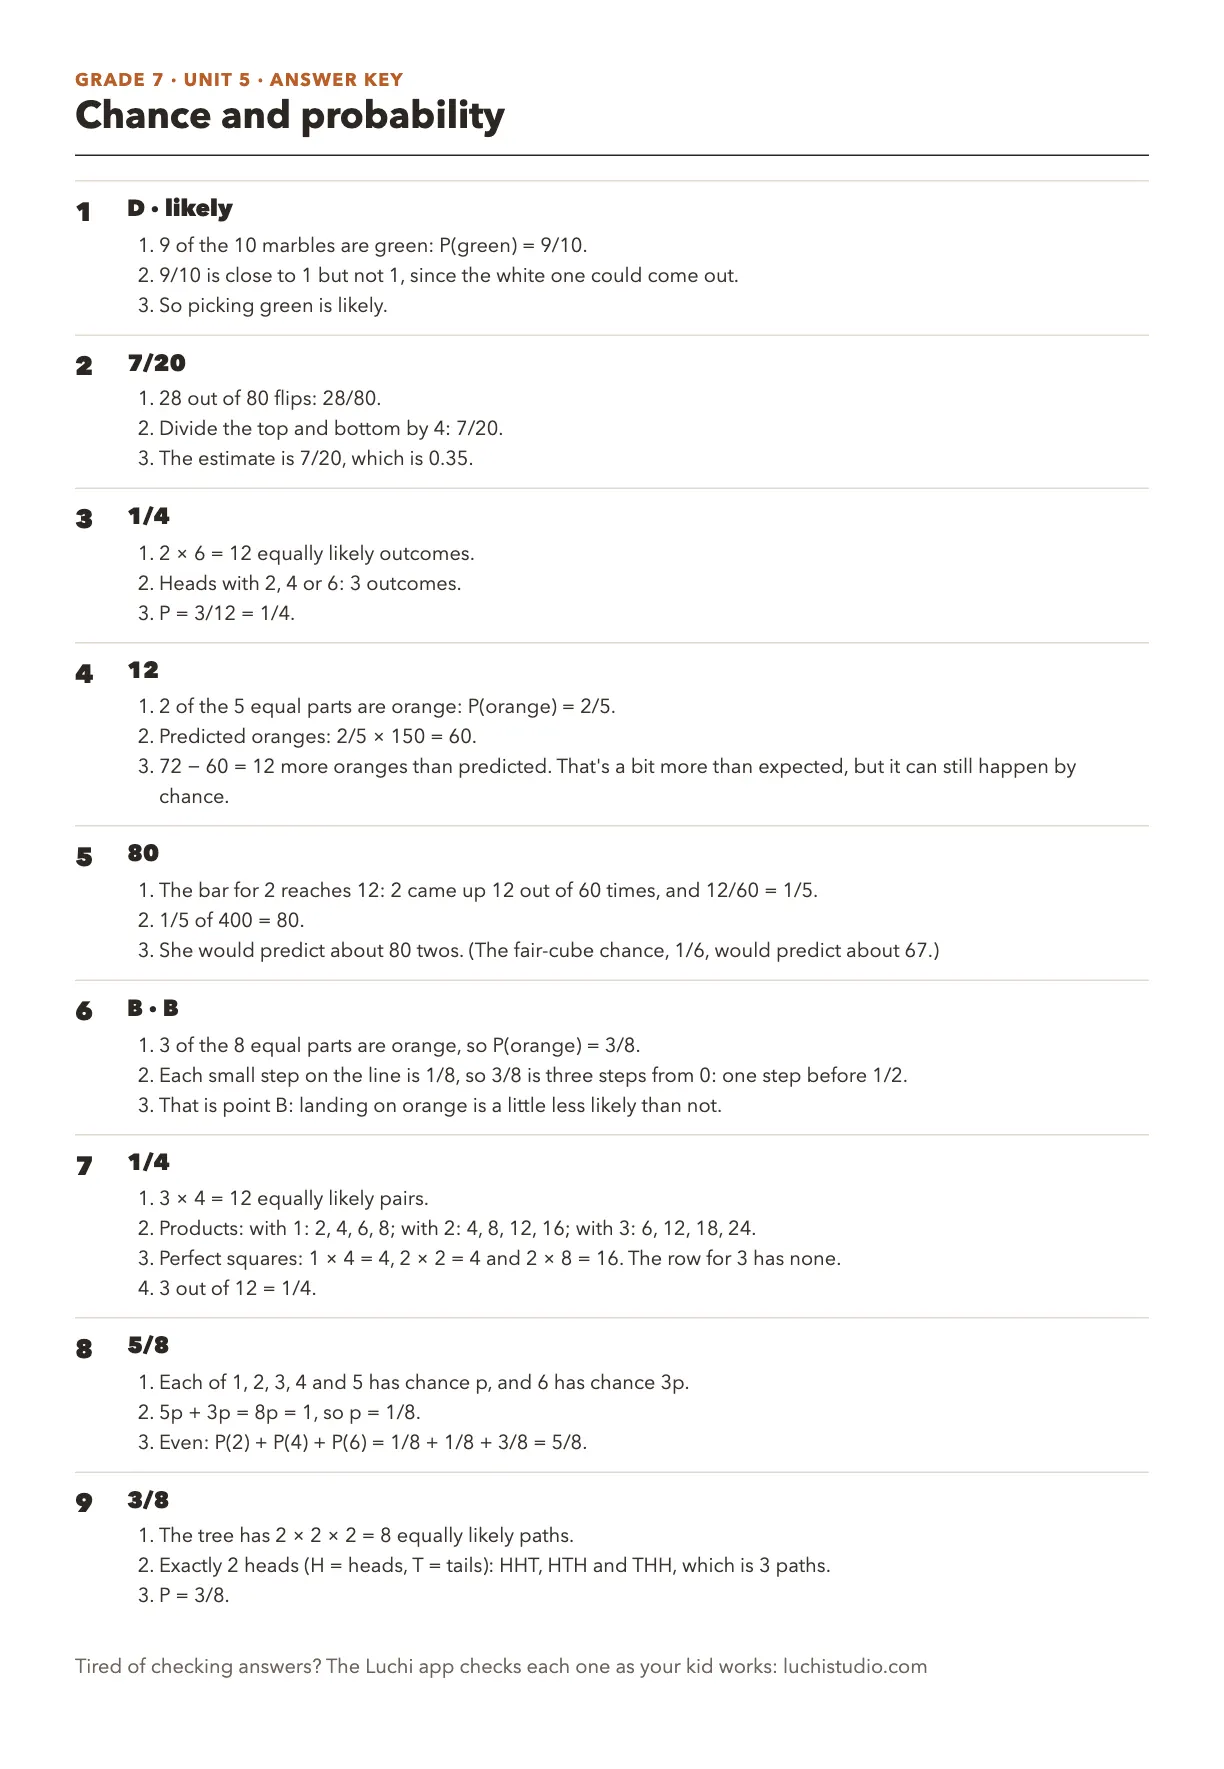 GRADE 7 · UNIT 5 · ANSWER KEY
Chance and probability
1 D · likely
1. 9 of the 10 marbles are green: P(green) = 9/10.
2. 9/10 is close to 1 but not 1, since the white one could come out.
3. So picking green is likely.
2 7/20
1. 28 out of 80 flips: 28/80.
2. Divide the top and bottom by 4: 7/20.
3. The estimate is 7/20, which is 0.35.
3 1/4
1. 2 × 6 = 12 equally likely outcomes.
2. Heads with 2, 4 or 6: 3 outcomes.
3. P = 3/12 = 1/4.
4 12
1. 2 of the 5 equal parts are orange: P(orange) = 2/5.
2. Predicted oranges: 2/5 × 150 = 60.
3. 72 − 60 = 12 more oranges than predicted. That's a bit more than expected, but it can still happen by
chance.
5 80
1. The bar for 2 reaches 12: 2 came up 12 out of 60 times, and 12/60 = 1/5.
2. 1/5 of 400 = 80.
3. She would predict about 80 twos. (The fair-cube chance, 1/6, would predict about 67.)
6 B · B
1. 3 of the 8 equal parts are orange, so P(orange) = 3/8.
2. Each small step on the line is 1/8, so 3/8 is three steps from 0: one step before 1/2.
3. That is point B: landing on orange is a little less likely than not.
7 1/4
1. 3 × 4 = 12 equally likely pairs.
2. Products: with 1: 2, 4, 6, 8; with 2: 4, 8, 12, 16; with 3: 6, 12, 18, 24.
3. Perfect squares: 1 × 4 = 4, 2 × 2 = 4 and 2 × 8 = 16. The row for 3 has none.
4. 3 out of 12 = 1/4.
8 5/8
1. Each of 1, 2, 3, 4 and 5 has chance p, and 6 has chance 3p.
2. 5p + 3p = 8p = 1, so p = 1/8.
3. Even: P(2) + P(4) + P(6) = 1/8 + 1/8 + 3/8 = 5/8.
9 3/8
1. The tree has 2 × 2 × 2 = 8 equally likely paths.
2. Exactly 2 heads (H = heads, T = tails): HHT, HTH and THH, which is 3 paths.
3. P = 3/8.
Tired of checking answers? The Luchi app checks each one as your kid works: luchistudio.com